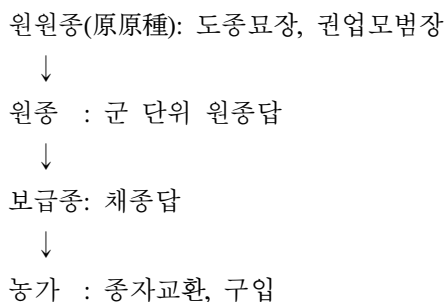 원원종(原原種): 도종묘장, 권업모범장
↓
원종 : 군 단위 원종답
↓
보급종: 채종답
↓
농가 : 종자교환, 구입